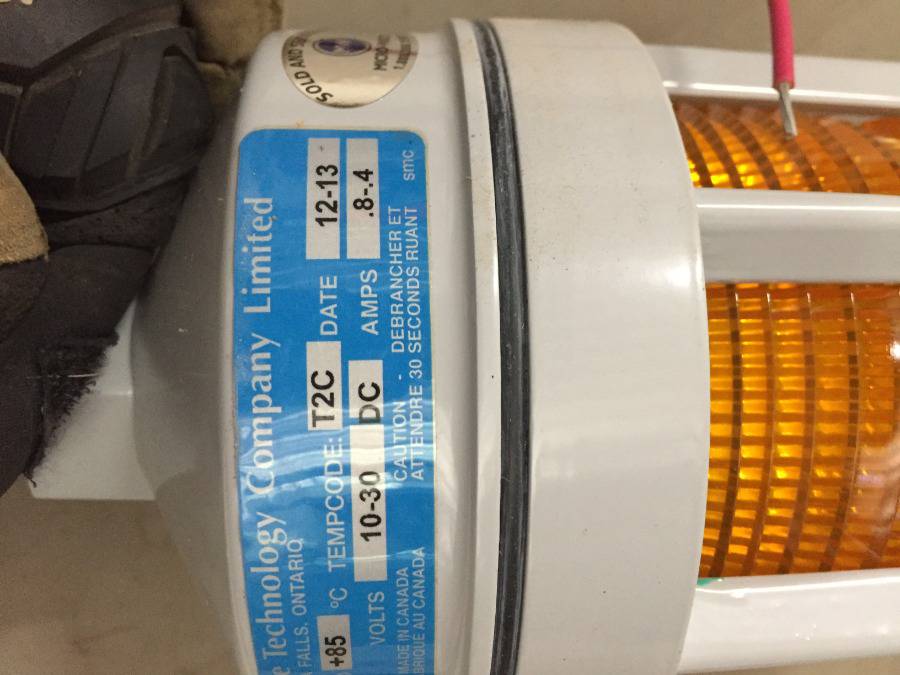 SOLD AND
e Technology Company Limited
FALLS, ONTARIO
+85 °C TEMPCODE: T2C DATE 12-13
VOLTS 10-30 DC AMPS .8-.4
CAUTION - DEBRANCHER ET
ATTENDRE 30 SECONDS RUANT smc
MADE IN CANADA
BRIQUE AU CANADA